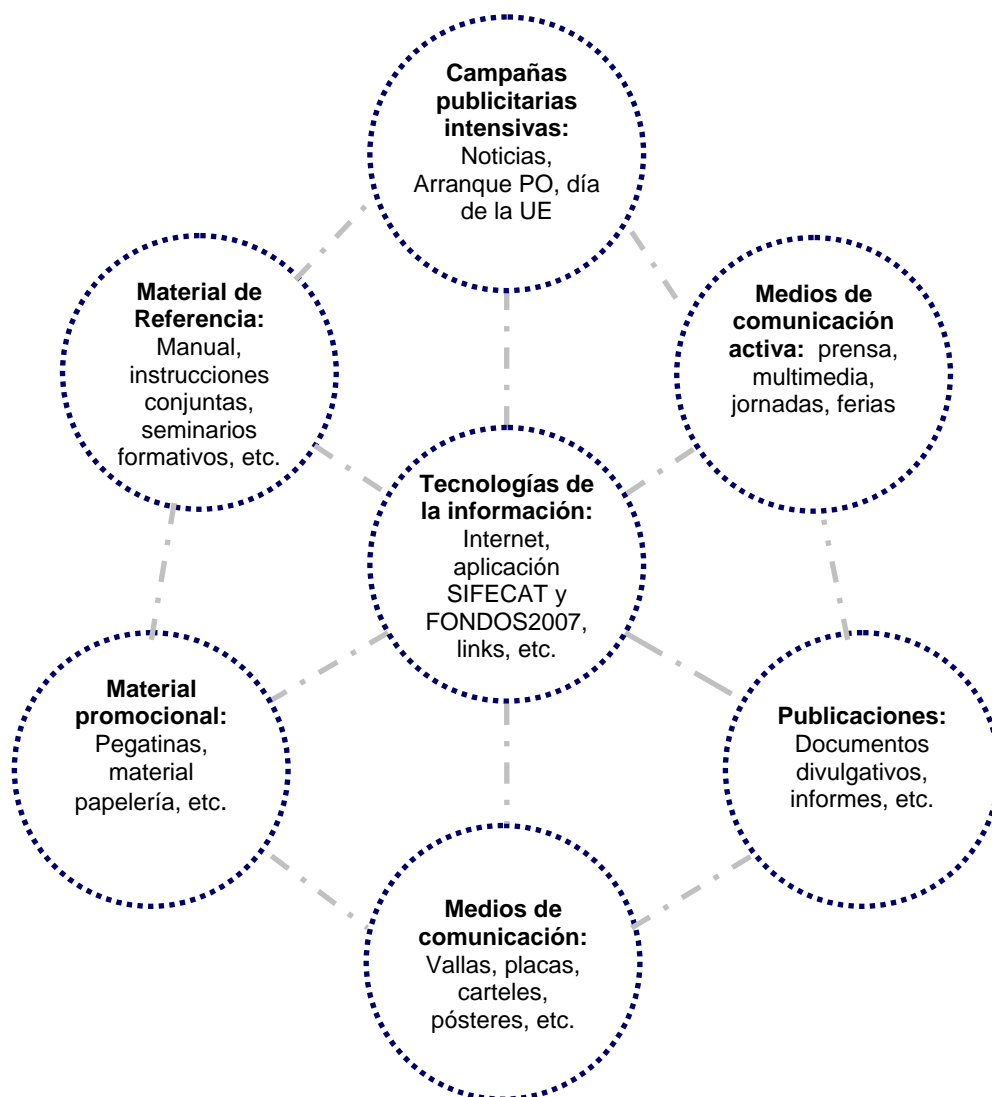 Campañas
publicitarias
intensivas:
Noticias,
Arranque PO, día
de la UE
Material de
Referencia:
Manual,
instrucciones
conjuntas,
seminarios
formativos, etc.
Medios de
comunicación
activa:  prensa,
multimedia,
jornadas, ferias
Tecnologías de
la información:
Internet,
aplicación
SIFECAT y
FONDOS2007,
links, etc.
Material
promocional:
Pegatinas,
material
papelería, etc.
Publicaciones:
Documentos
divulgativos,
informes, etc.
Medios de
comunicación:
Vallas, placas,
carteles,
pósteres, etc.